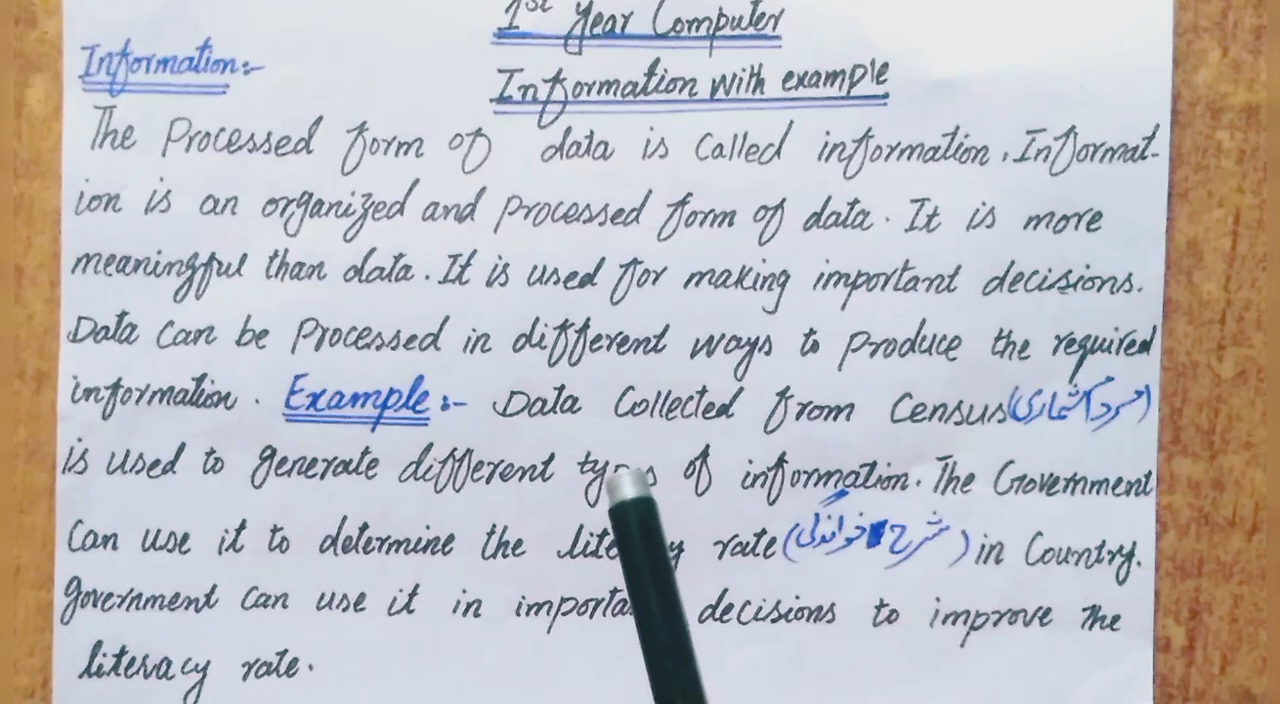 1st Year Computer
Information:-
Information with example
The Processed form of data is called information. Informat-
ion is an organized and processed form of data. It is more
meaningful than data. It is used for making important decisions.
Data can be Processed in different ways to produce the required
information. Example:- Data Collected from Census (مردم شماری)
is used to generate different types of information. The Government
Can use it to determine the rate (شرح خواندگی) in Country.
government can use it in decisions to improve the
literacy rate.